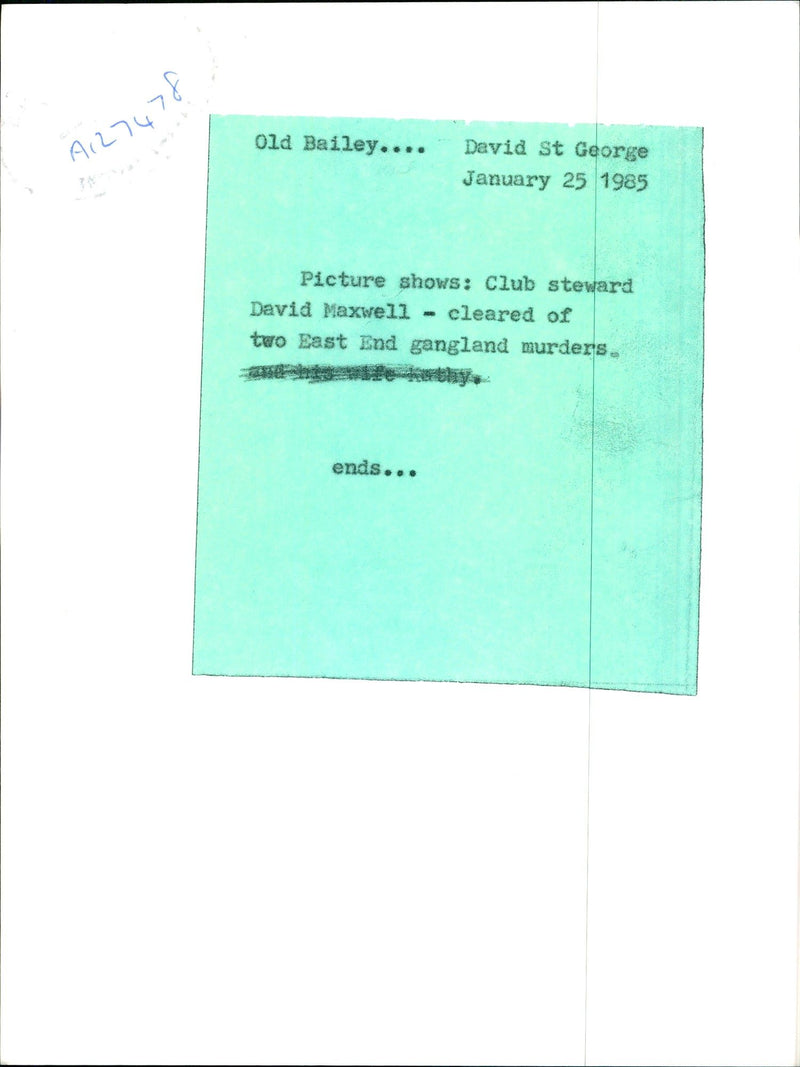 A127478
Old Bailey.... David St George
January 25 1985
Picture shows: Club steward
David Maxwell - cleared of
two East End gangland murders.
and his wife Kathy.
ends...